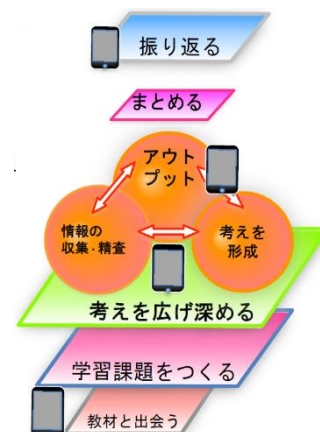 振り返る
まとめる
アウト
プット
情報の
収集・精査
考えを
形成
考えを広げ深める
学習課題をつくる
教材と出会う